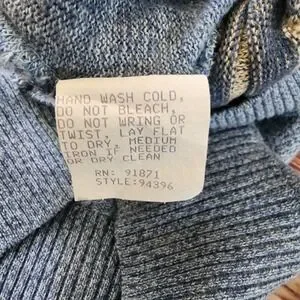 HAND WASH COLD,
DO NOT BLEACH,
DO NOT WRING OR
TWIST, LAY FLAT
TO DRY, MEDIUM
IRON IF NEEDED
OR DRY CLEAN
RN: 91871
STYLE:94396